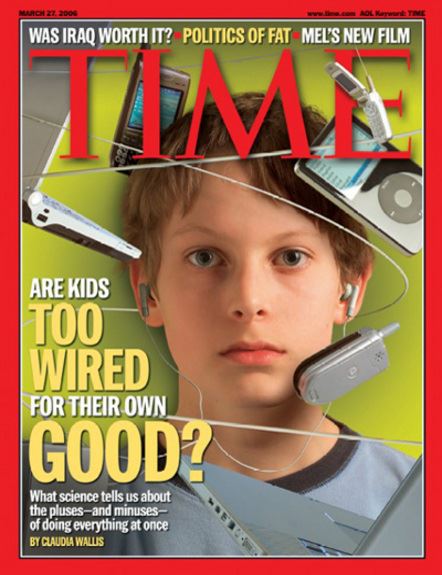 MARCH 27, 2006 www.time.com AOL Keyword: TIME
WAS IRAQ WORTH IT? • POLITICS OF FAT • MEL'S NEW FILM
TIME
ARE KIDS
TOO
WIRED
FOR THEIR OWN
GOOD?
What science tells us about
the pluses—and minuses—
of doing everything at once
BY CLAUDIA WALLIS